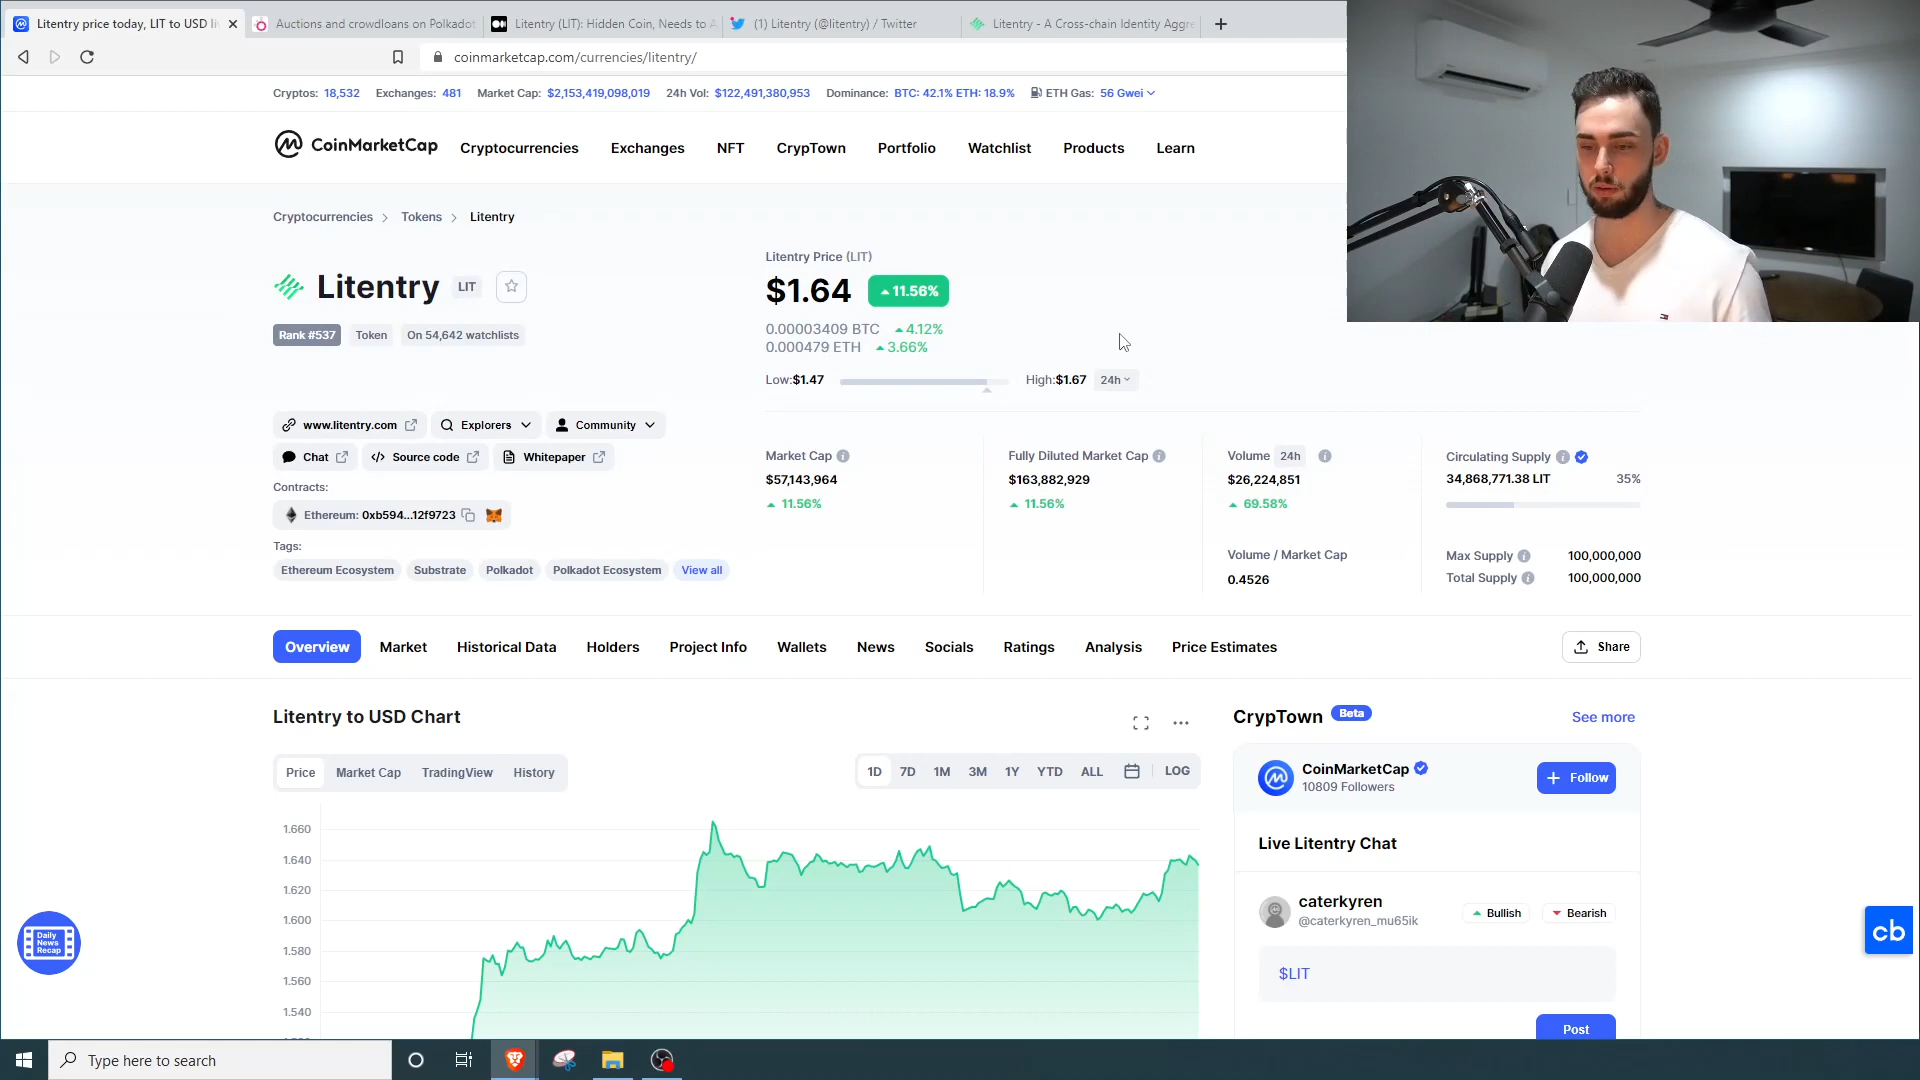 Litentry price today, LIT to USD li
Auctions and crowdloans on Polkadot
Litentry (LIT): Hidden Coin, Needs to A
(1) Litentry (@litentry) / Twitter
Litentry - A Cross-chain Identity Aggre
coinmarketcap.com/currencies/litentry/
Cryptos: 18,532 Exchanges: 481 Market Cap: $2,153,419,098,019 24h Vol: $122,491,380,953 Dominance: BTC: 42.1% ETH: 18.9% ETH Gas: 56 Gwei
CoinMarketCap Cryptocurrencies Exchanges NFT CrypTown Portfolio Watchlist Products Learn
Cryptocurrencies Tokens Litentry
Litentry LIT
Rank #537 Token On 54,642 watchlists
Litentry Price (LIT)
$1.64 11.56%
0.00003409 BTC 4.12%
0.000479 ETH 3.66%
Low:$1.47 High:$1.67 24h
www.litentry.com Explorers Community
Chat Source code Whitepaper
Contracts:
Ethereum: 0xb594...12f9723
Tags:
Ethereum Ecosystem Substrate Polkadot Polkadot Ecosystem View all
Market Cap
$57,143,964
11.56%
Fully Diluted Market Cap
$163,882,929
11.56%
Volume 24h
$26,224,851
69.58%
Volume / Market Cap
0.4526
Circulating Supply
34,868,771.38 LIT 35%
Max Supply 100,000,000
Total Supply 100,000,000
Overview Market Historical Data Holders Project Info Wallets News Socials Ratings Analysis Price Estimates Share
Litentry to USD Chart
Price Market Cap TradingView History
1D 7D 1M 3M 1Y YTD ALL LOG
1.660
1.640
1.620
1.600
1.580
1.560
1.540
CrypTown Beta See more
CoinMarketCap
10809 Followers
+ Follow
Live Litentry Chat
caterkyren
@caterkyren_mu65ik
Bullish Bearish
$LIT
Post
Daily
News
Recap
cb
Type here to search